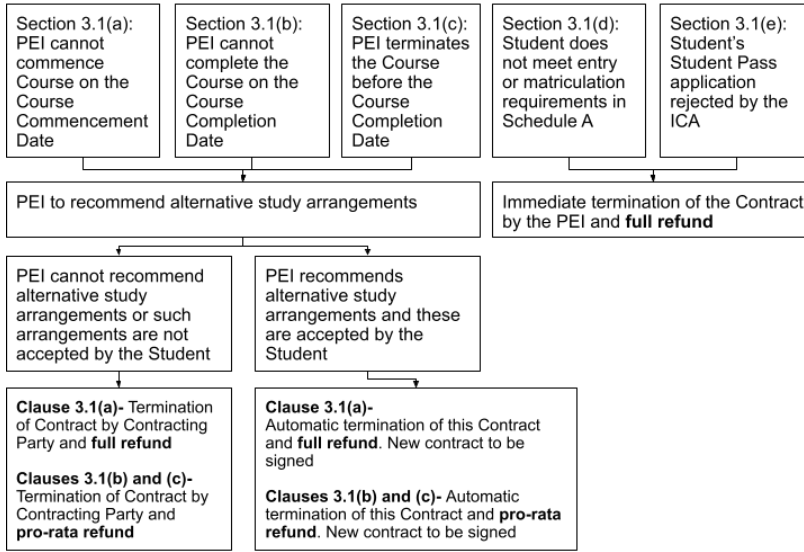 Section 3.1(a):
PEI cannot
commence
Course on the
Course
Commencement
Date
Section 3.1(b):
PEI cannot
complete the
Course on the
Course
Completion
Date
Section 3.1(c):
PEI terminates
the Course
before the
Course
Completion
Date
Section 3.1(d):
Student does
not meet entry
or matriculation
requirements in
Schedule A
Section 3.1(e):
Student's
Student Pass
application
rejected by the
ICA
PEI to recommend alternative study arrangements
Immediate termination of the Contract
by the PEI and full refund
PEI cannot recommend
alternative study
arrangements or such
arrangements are not
accepted by the Student
PEI recommends
alternative study
arrangements and these
are accepted by the
Student
Clause 3.1(a)- Termination
of Contract by Contracting
Party and full refund
Clauses 3.1(b) and (c)-
Termination of Contract by
Contracting Party and
pro-rata refund
Clause 3.1(a)-
Automatic termination of this Contract
and full refund. New contract to be
signed
Clauses 3.1(b) and (c)- Automatic
termination of this Contract and pro-rata
refund. New contract to be signed